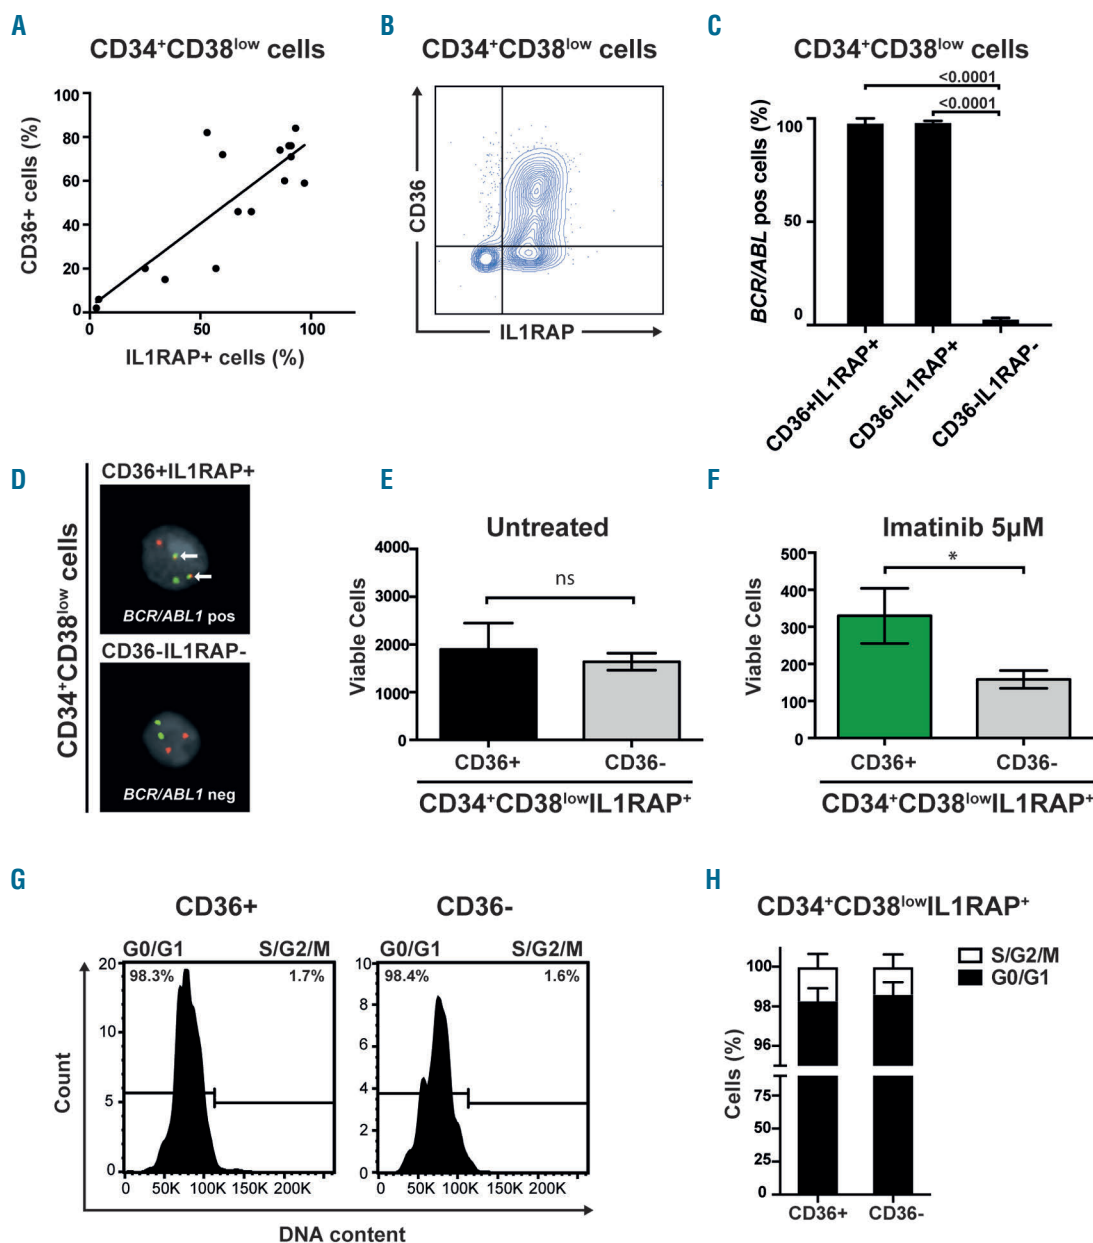 A
CD34+CD38low cells
CD36+ cells (%)
100
80
60
40
20
0
0
50
100
IL1RAP+ cells (%)
B
CD34+CD38low cells
CD36
IL1RAP
C
CD34+CD38low cells
<0.0001
<0.0001
BCR/ABL pos cells (%)
100
50
0
CD36+IL1RAP+
CD36-IL1RAP+
CD36-IL1RAP-
D
CD34+CD38low cells
CD36+IL1RAP+
BCR/ABL1 pos
CD36-IL1RAP-
BCR/ABL1 neg
E
Untreated
Viable Cells
4000
3000
2000
1000
0
ns
CD36+ CD36-
CD34+CD38lowIL1RAP+
F
Imatinib 5µM
Viable Cells
500
400
300
200
100
0
*
CD36+ CD36-
CD34+CD38lowIL1RAP+
G
CD36+
G0/G1 S/G2/M
98.3% 1.7%
Count
20
10
5
0
0 50K 100K 150K 200K
CD36-
G0/G1 S/G2/M
98.4% 1.6%
10
8
6
4
2
0
0 50K 100K 150K 200K
DNA content
H
CD34+CD38lowIL1RAP+
S/G2/M
G0/G1
Cells (%)
100
98
96
75
50
25
0
CD36+ CD36-